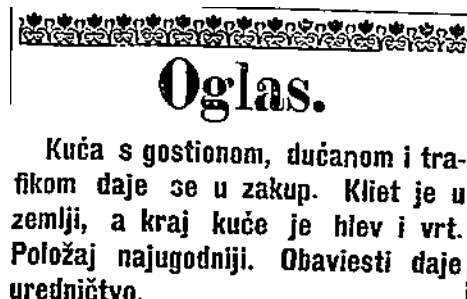 Oglas.
Kuća s gostionom, dućanom i tra-
fikom daje se u zakup. Kliet je u
zemlji, a kraj kuće je hlev i vrt.
Položaj najugodniji. Obaviesti daje
uredničtvo.